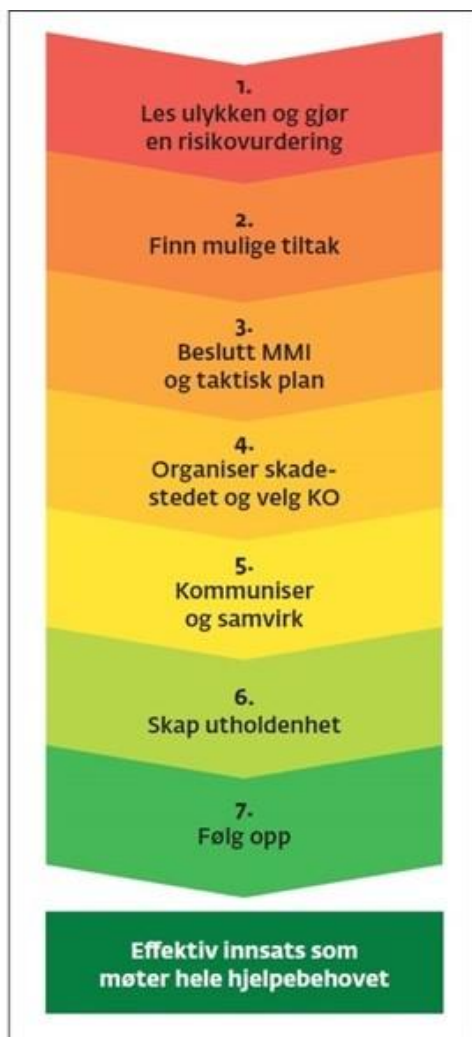 1.
Les ulykken og gjør
en risikovurdering
2.
Finn mulige tiltak
3.
Beslutt MMI
og taktisk plan
4.
Organiser skade-
stedet og velg KO
5.
Kommuniser
og samvirk
6.
Skap utholdenhet
7.
Følg opp
Effektiv innsats som
møter hele hjelpebehovet